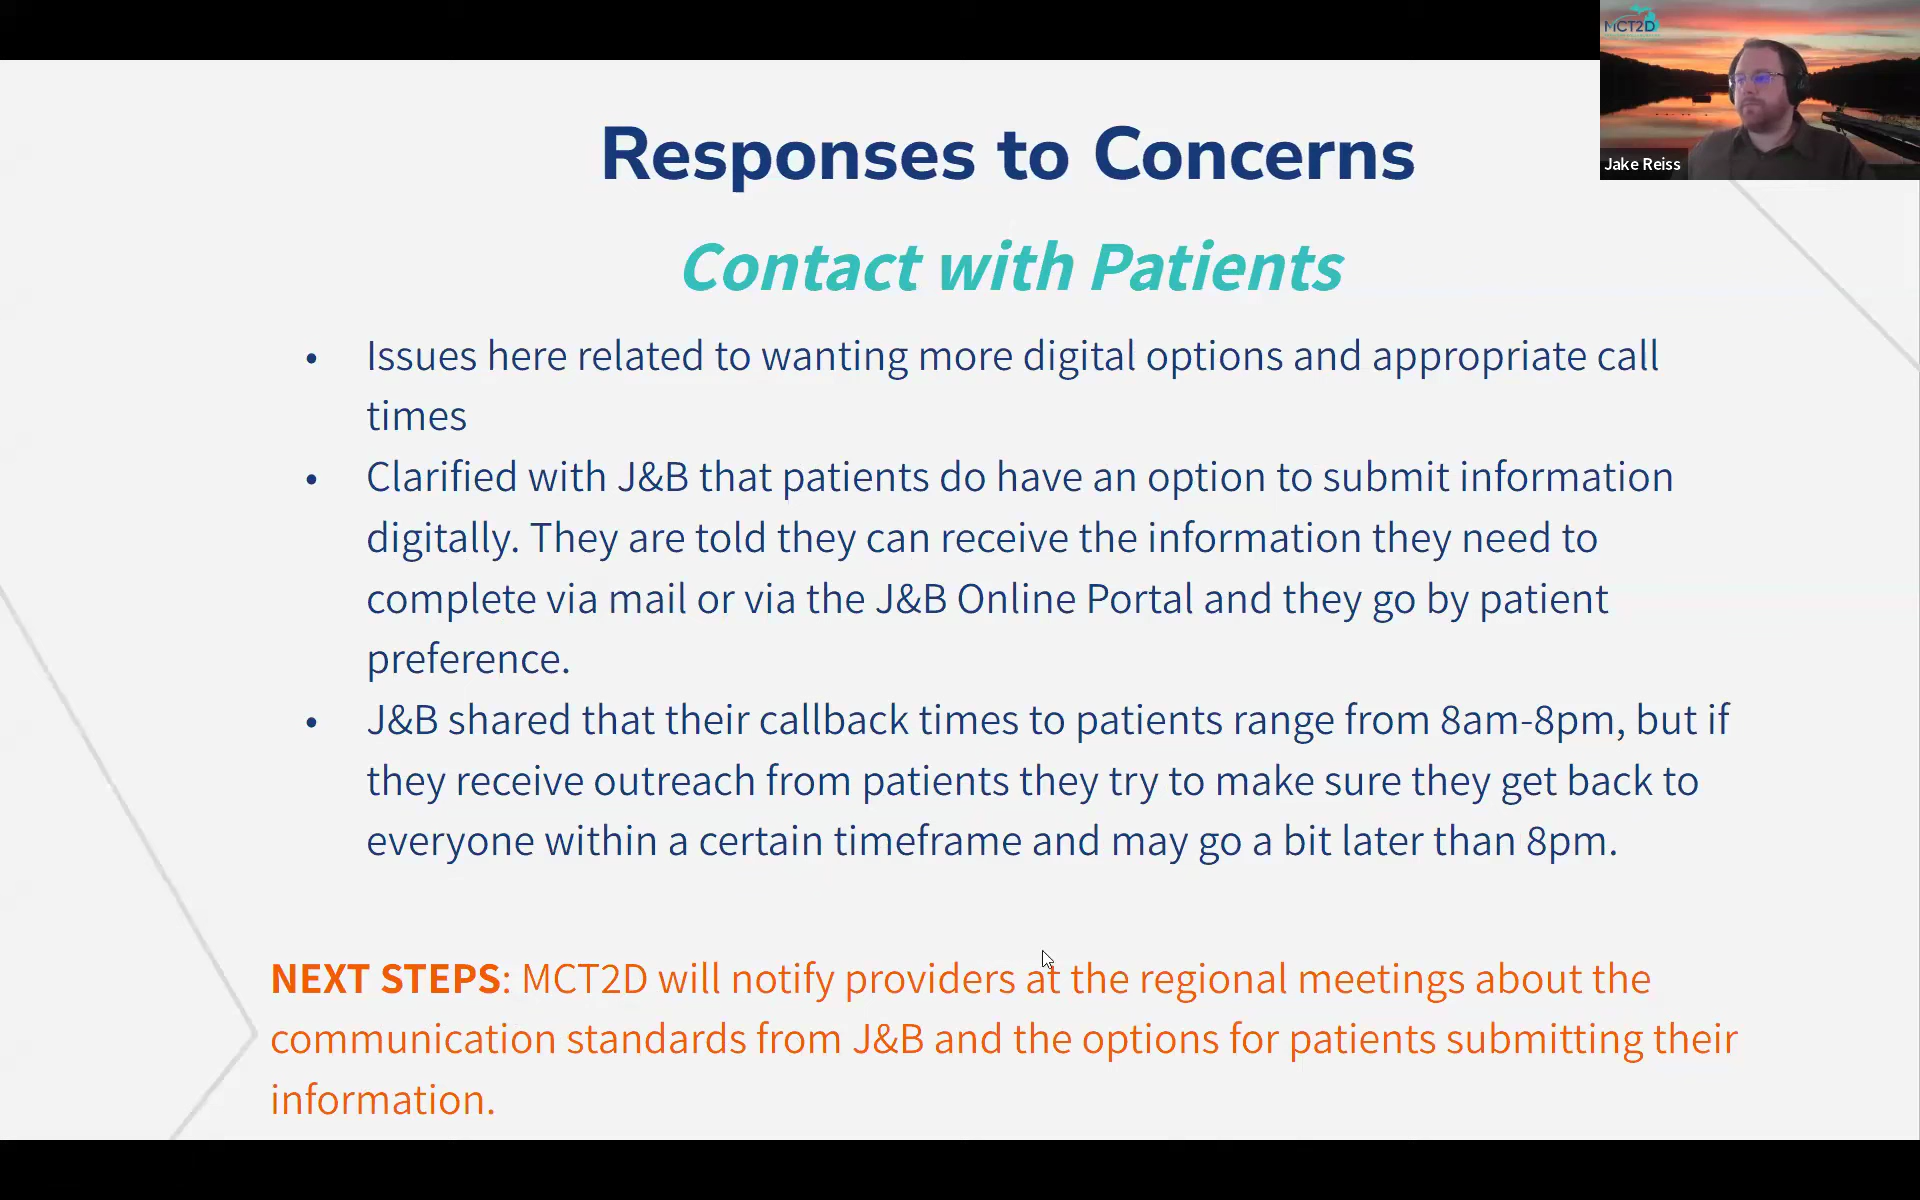 MCT2D
Jake Reiss
Responses to Concerns
Contact with Patients
• Issues here related to wanting more digital options and appropriate call
times
• Clarified with J&B that patients do have an option to submit information
digitally. They are told they can receive the information they need to
complete via mail or via the J&B Online Portal and they go by patient
preference.
• J&B shared that their callback times to patients range from 8am-8pm, but if
they receive outreach from patients they try to make sure they get back to
everyone within a certain timeframe and may go a bit later than 8pm.
NEXT STEPS: MCT2D will notify providers at the regional meetings about the
communication standards from J&B and the options for patients submitting their
information.